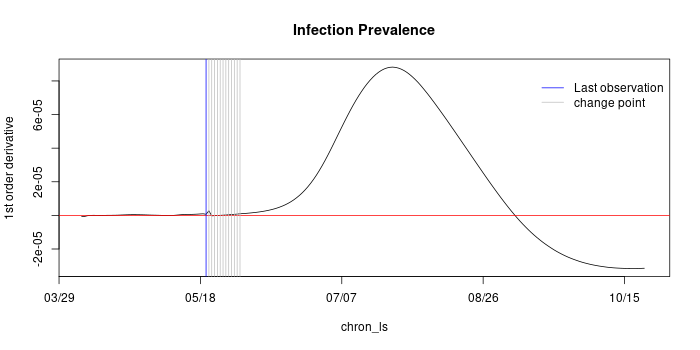 Infection Prevalence
1st order derivative
6e-05
2e-05
-2e-05
Last observation
change point
03/29
05/18
07/07
08/26
10/15
chron_ls